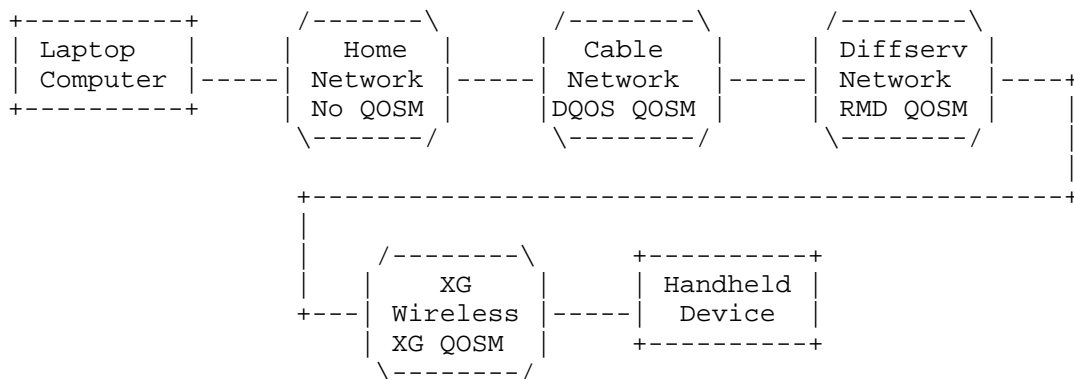 Laptop Home Cable Diffserv
Computer Network Network Network
No QOSM DQOS QOSM RMD QOSM
XG Handheld
Wireless Device
XG QOSM